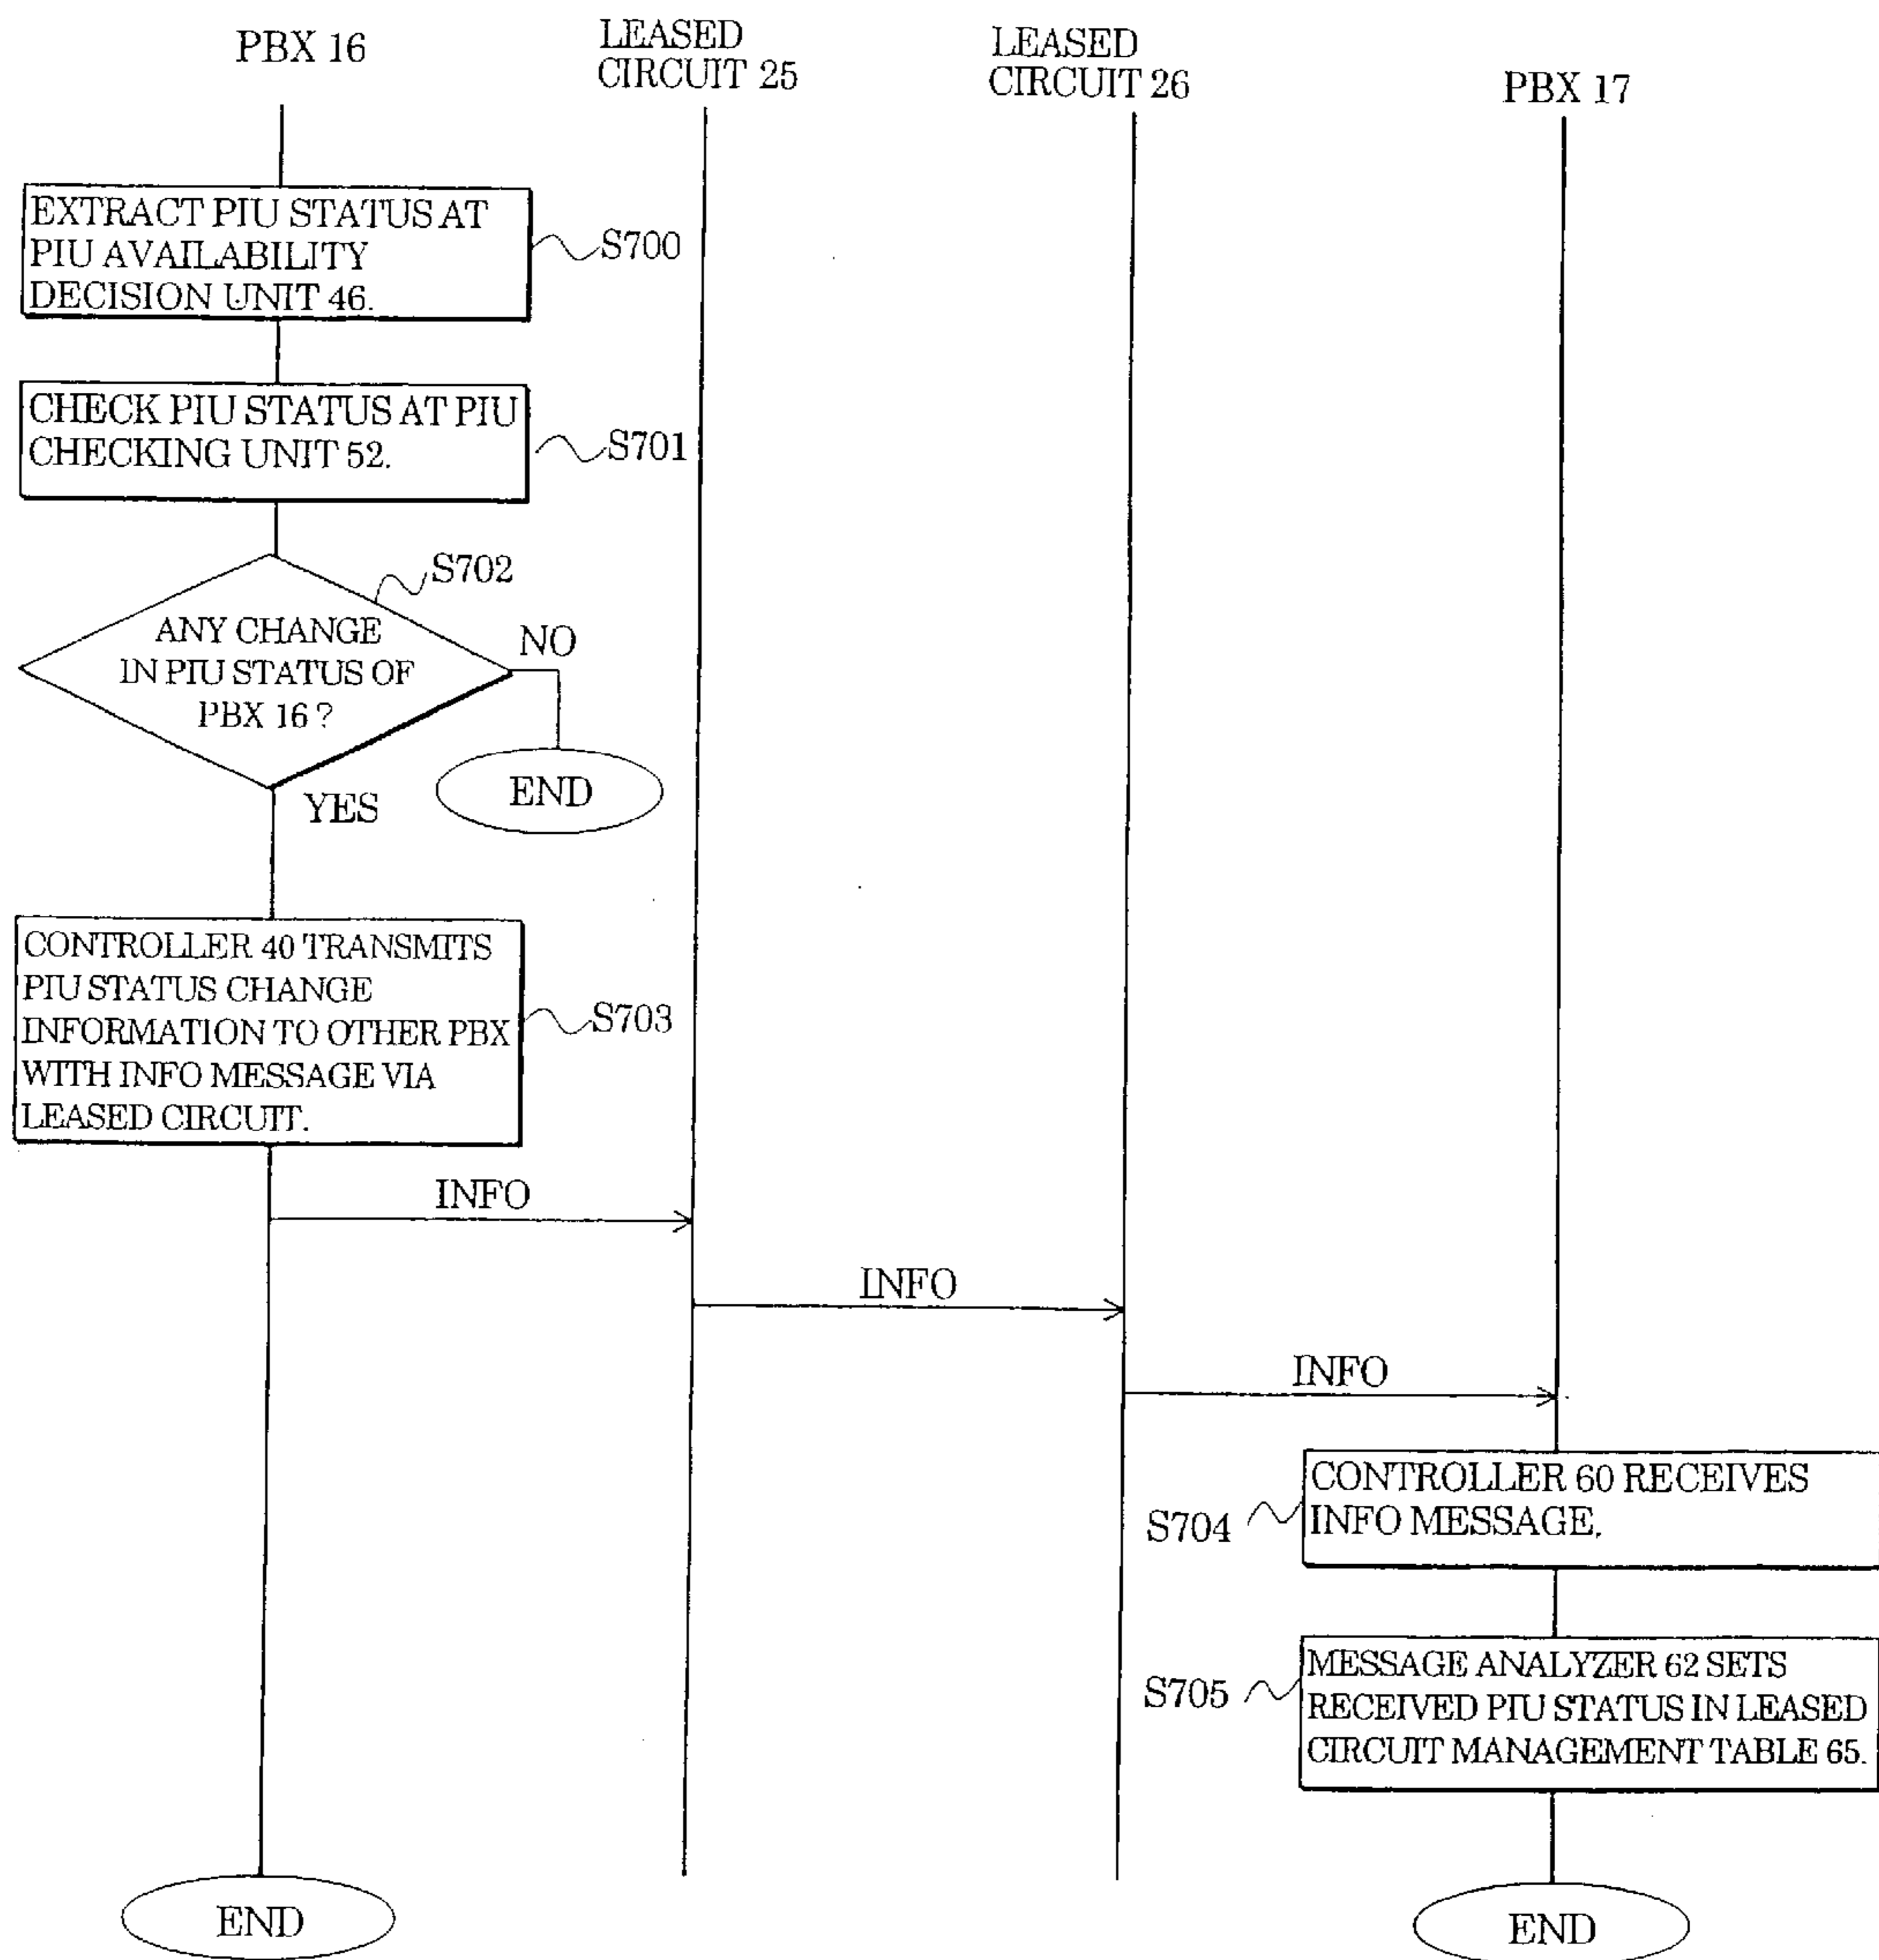 PBX 16
LEASED
CIRCUIT 25
LEASED
CIRCUIT 26
PBX 17
EXTRACT PIU STATUS AT
PIU AVAILABILITY
DECISION UNIT 46.
S700
CHECK PIU STATUS AT PIU
CHECKING UNIT 52.
S701
S702
ANY CHANGE
IN PIU STATUS OF
PBX 16 ?
NO
END
YES
CONTROLLER 40 TRANSMITS
PIU STATUS CHANGE
INFORMATION TO OTHER PBX
WITH INFO MESSAGE VIA
LEASED CIRCUIT.
S703
INFO
INFO
INFO
CONTROLLER 60 RECEIVES
INFO MESSAGE.
S704
MESSAGE ANALYZER 62 SETS
RECEIVED PIU STATUS IN LEASED
CIRCUIT MANAGEMENT TABLE 65.
S705
END
END